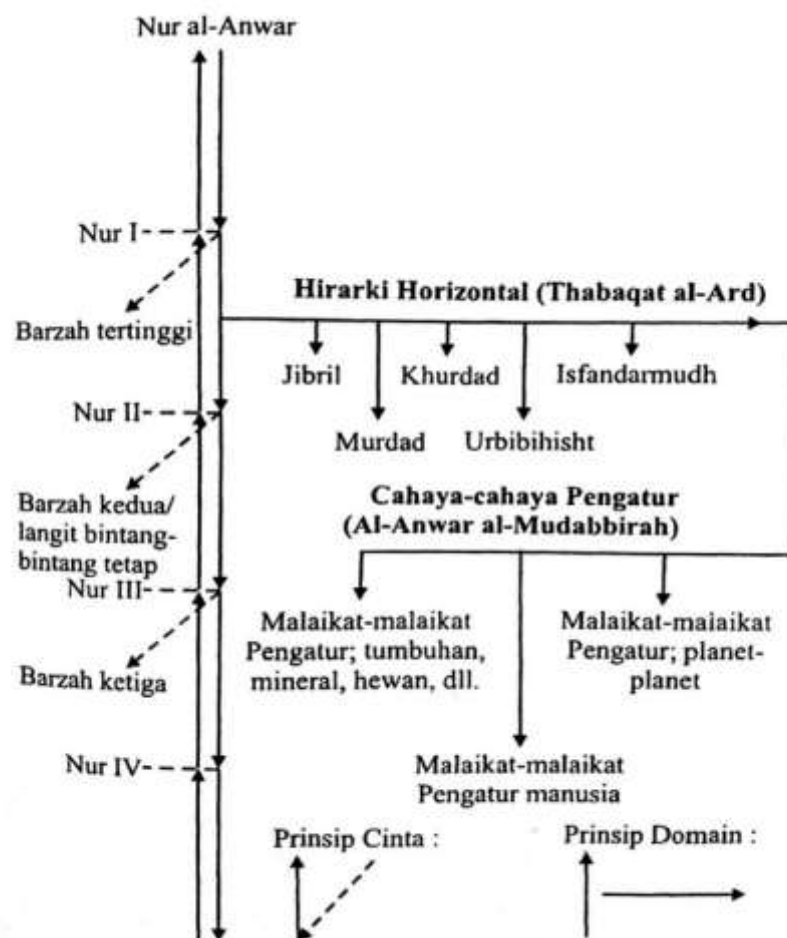 Nur al-Anwar
Nur I
Barzah tertinggi
Hirarki Horizontal (Thabaqat al-Ard)
Jibril
Khurdad
Isfandarmudh
Murdad
Urbibihisht
Nur II
Barzah kedua/
langit bintang-
bintang tetap
Cahaya-cahaya Pengatur
(Al-Anwar al-Mudabbirah)
Nur III
Malaikat-malaikat
Pengatur; tumbuhan,
mineral, hewan, dll.
Malaikat-malaikat
Pengatur; planet-
planet
Barzah ketiga
Nur IV
Malaikat-malaikat
Pengatur manusia
Prinsip Cinta :
Prinsip Domain :